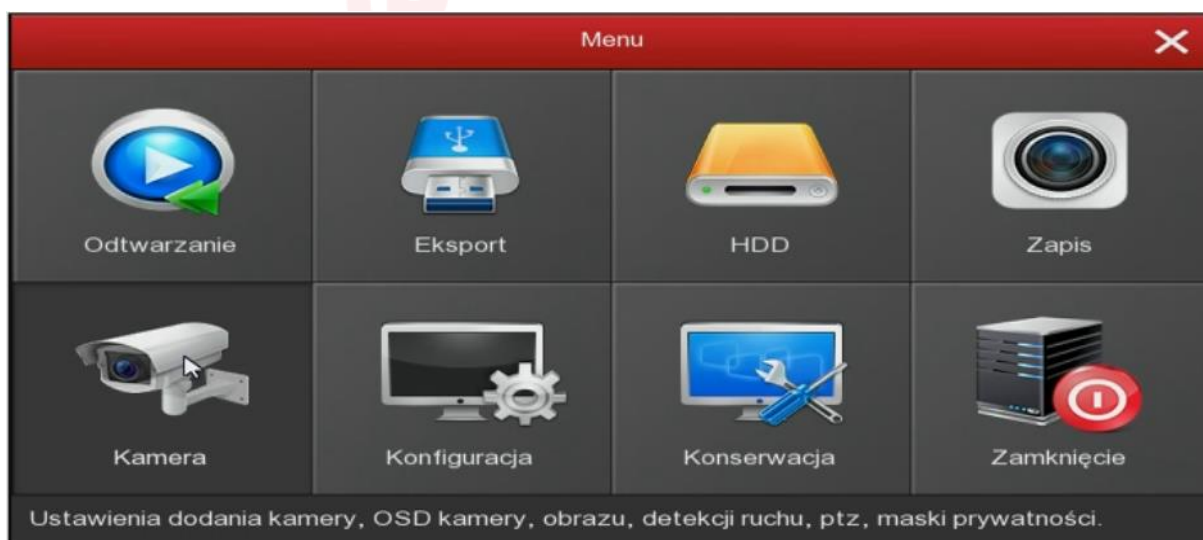 Menu
Odtwarzanie
Eksport
HDD
Zapis
Kamera
Konfiguracja
Konserwacja
Zamknięcie
Ustawienia dodania kamery, OSD kamery, obrazu, detekcji ruchu, ptz, maski prywatności.